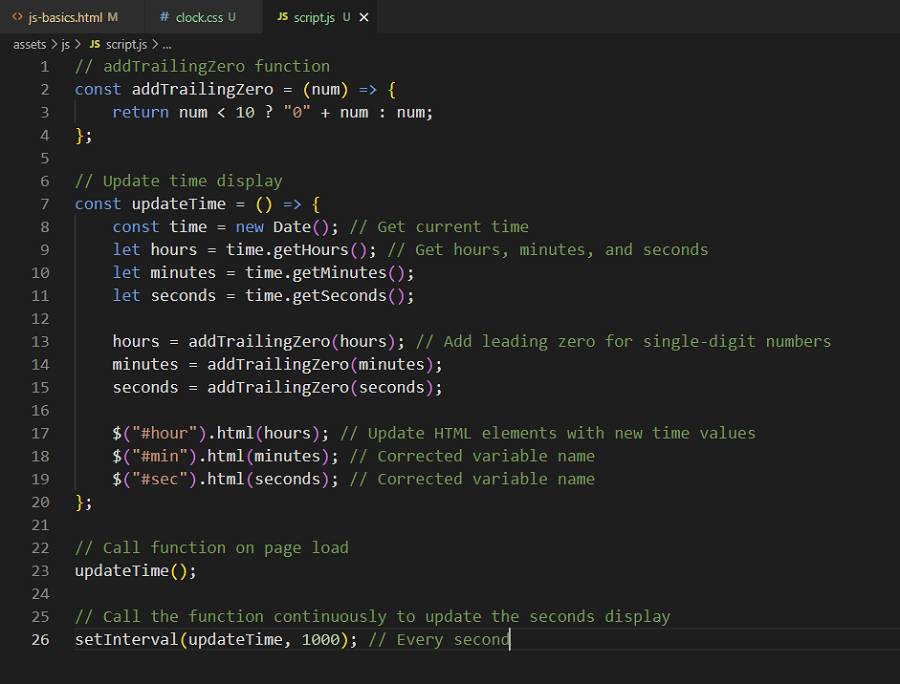 <> js-basics.html M # clock.css U JS script.js U ×
assets > js > JS script.js > ...
1 // addTrailingZero function
2 const addTrailingZero = (num) => {
3     return num < 10 ? "0" + num : num;
4 };
5
6 // Update time display
7 const updateTime = () => {
8     const time = new Date(); // Get current time
9     let hours = time.getHours(); // Get hours, minutes, and seconds
10     let minutes = time.getMinutes();
11     let seconds = time.getSeconds();
12
13     hours = addTrailingZero(hours); // Add leading zero for single-digit numbers
14     minutes = addTrailingZero(minutes);
15     seconds = addTrailingZero(seconds);
16
17     $("#hour").html(hours); // Update HTML elements with new time values
18     $("#min").html(minutes); // Corrected variable name
19     $("#sec").html(seconds); // Corrected variable name
20 };
21
22 // Call function on page load
23 updateTime();
24
25 // Call the function continuously to update the seconds display
26 setInterval(updateTime, 1000); // Every second